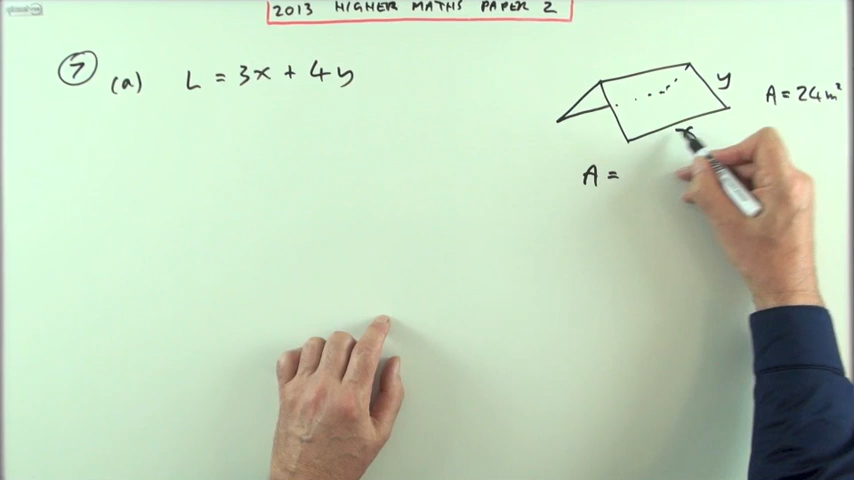 2013 HIGHER MATHS PAPER 2
7 (a) L = 3x + 4y
y
A = 24m²
x
A =